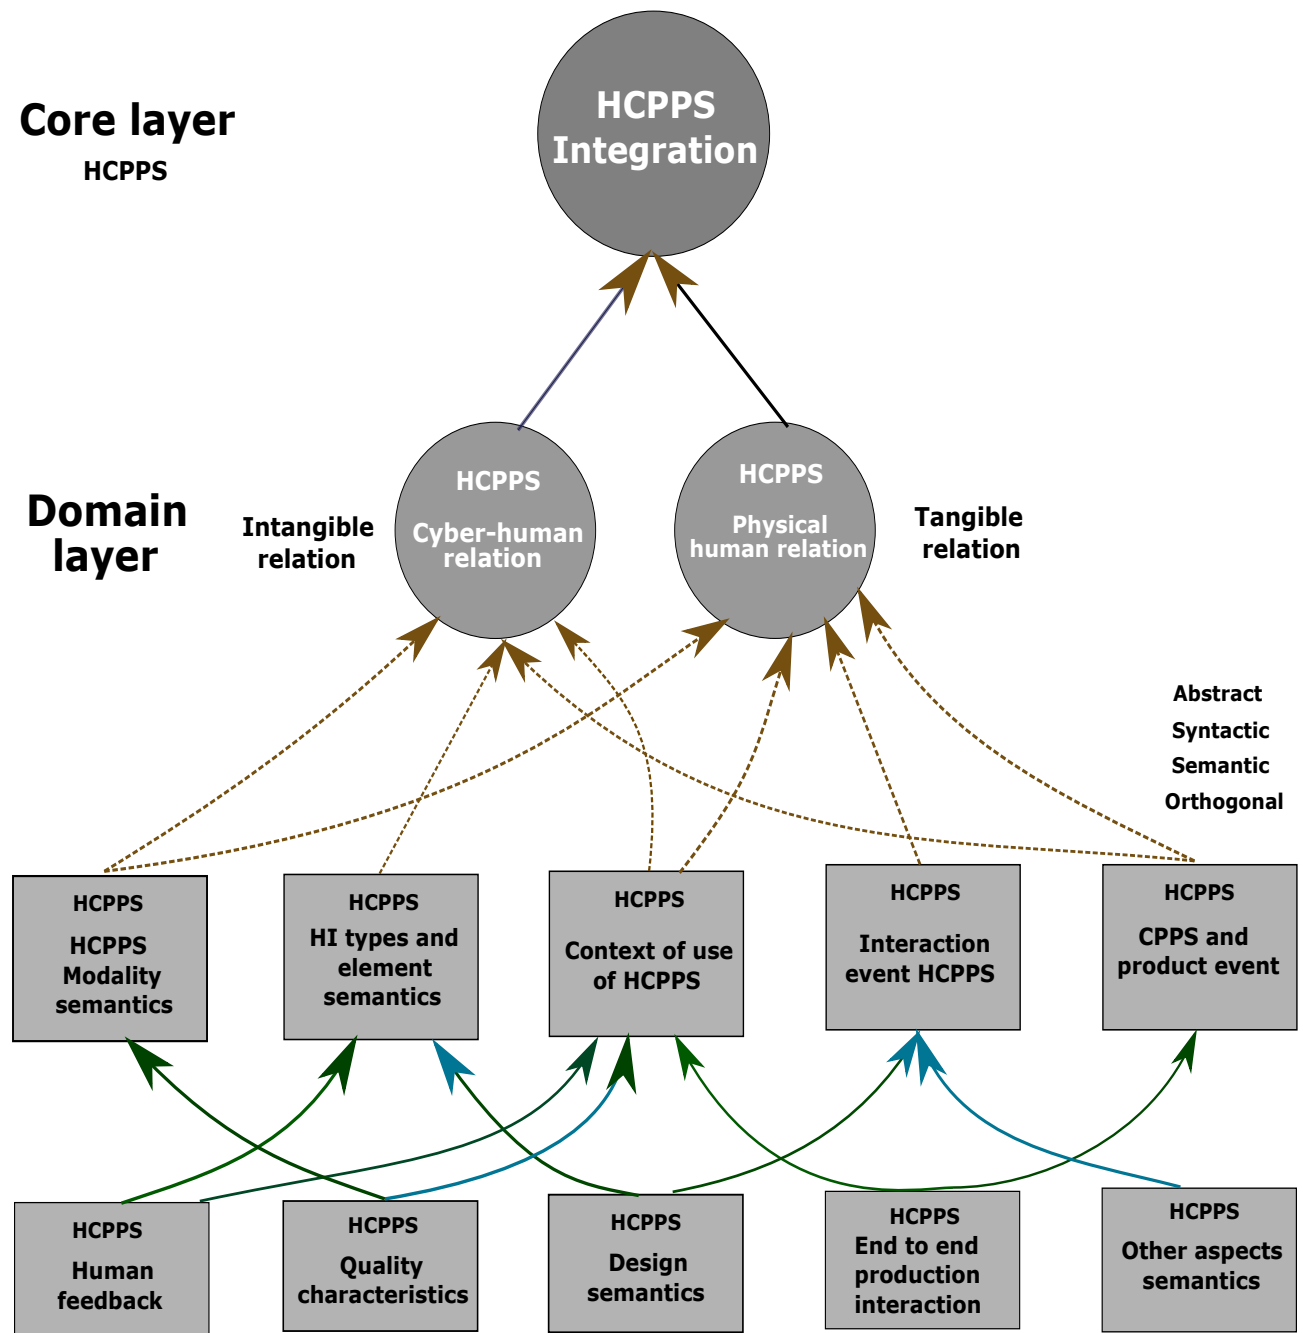 HCPPS
Integration
Core layer
HCPPS
Domain
layer
Intangible
relation
HCPPS
Cyber-human
relation
HCPPS
Physical
human relation
Tangible
relation
Abstract
Syntactic
Semantic
Orthogonal
HCPPS
HCPPS
Modality
semantics
HCPPS
HI types and
element
semantics
HCPPS
Context of use
of HCPPS
HCPPS
Interaction
event HCPPS
HCPPS
CPPS and
product event
HCPPS
Human
feedback
HCPPS
Quality
characteristics
HCPPS
Design
semantics
HCPPS
End to end
production
interaction
HCPPS
Other aspects
semantics